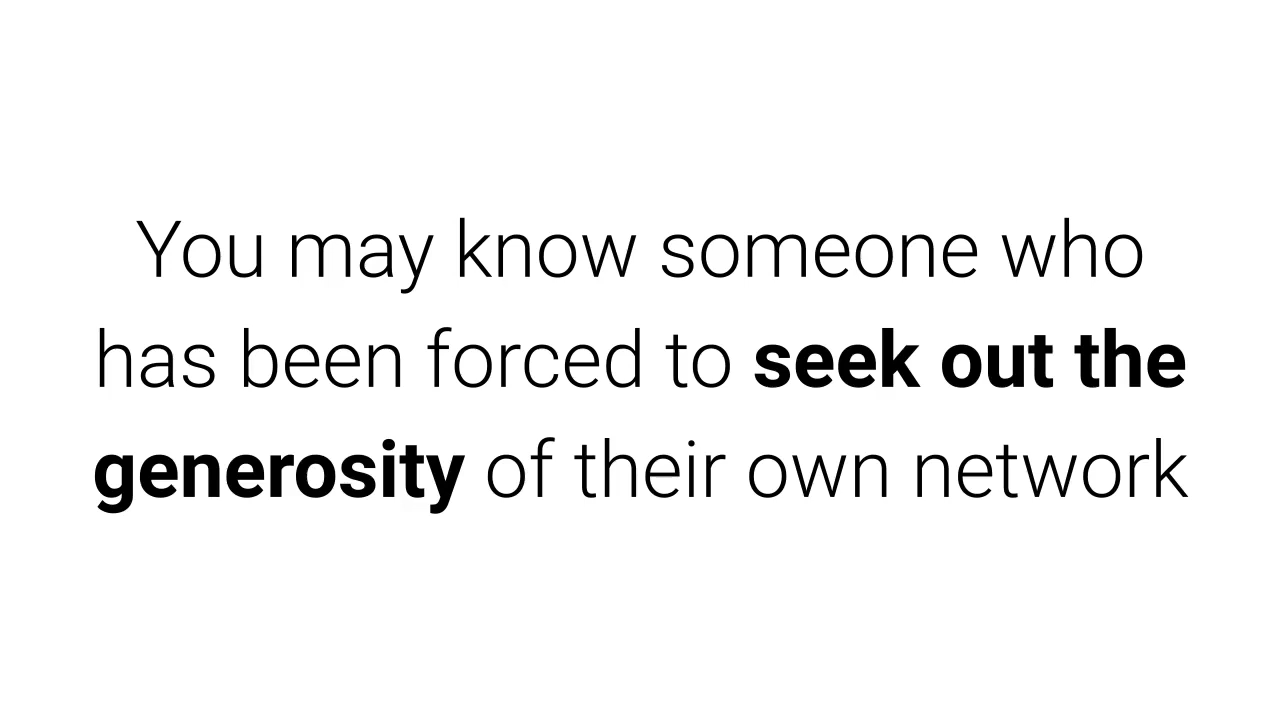 You may know someone who
has been forced to seek out the
generosity of their own network